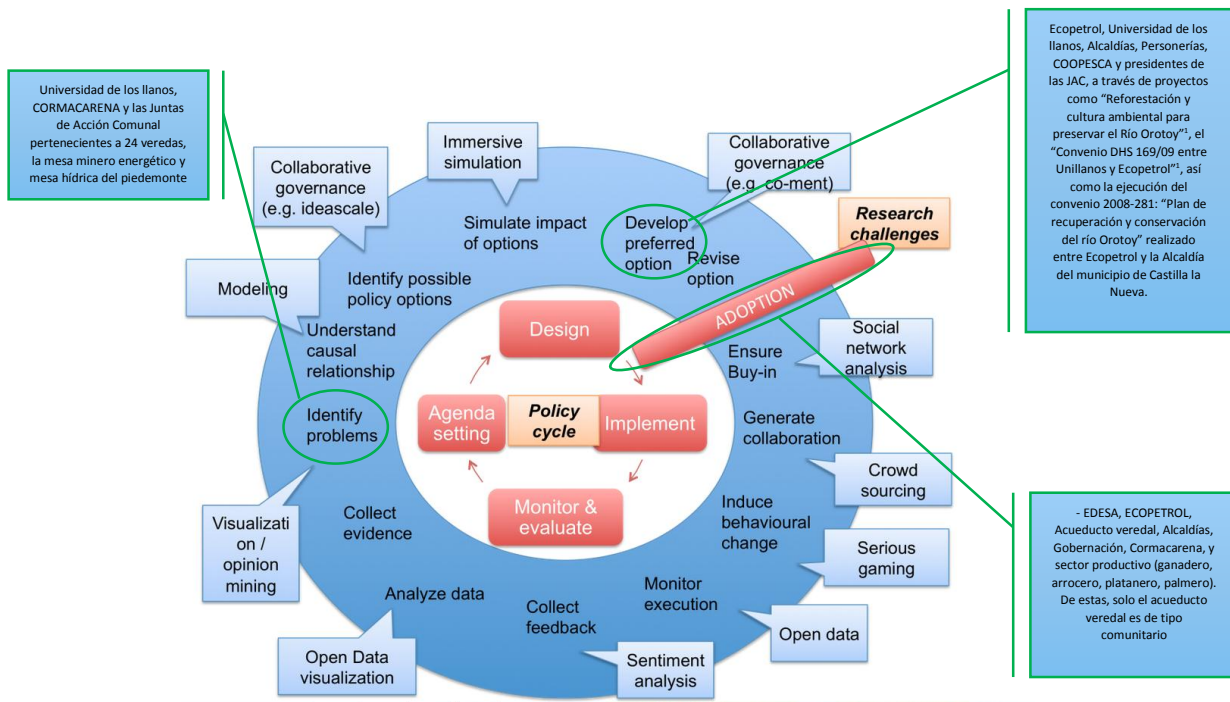 Universidad de los llanos,
CORMACARENA y las Juntas
de Acción Comunal
pertenecientes a 24 veredas,
la mesa minero energético y
mesa hídrica del piedemonte
Ecopetrol, Universidad de los
llanos, Alcaldías, Personerías,
COOPESCA y presidentes de
las JAC, a través de proyectos
como “Reforestación y
cultura ambiental para
preservar el Río Orotoy”¹, el
“Convenio DHS 169/09 entre
Unillanos y Ecopetrol”¹, así
como la ejecución del
convenio 2008-281: “Plan de
recuperación y conservación
del río Orotoy” realizado
entre Ecopetrol y la Alcaldía
del municipio de Castilla la
Nueva.
Immersive
simulation
Collaborative
governance
(e.g. co-ment)
Collaborative
governance
(e.g. ideascale)
Research
challenges
Simulate impact
of options
Develop
preferred
option
Revise
option
Modeling
Identify possible
policy options
ADOPTION
Understand
causal
relationship
Design
Ensure
Buy-in
Social
network
analysis
Identify
problems
Agenda
setting
Policy
cycle
Implement
Generate
collaboration
Crowd
sourcing
Monitor &
evaluate
Visualizati
on /
opinion
mining
Collect
evidence
Induce
behavioural
change
Serious
gaming
Analyze data
Collect
feedback
Monitor
execution
Open data
Open Data
visualization
Sentiment
analysis
- EDESA, ECOPETROL,
Acueducto veredal, Alcaldías,
Gobernación, Cormacarena, y
sector productivo (ganadero,
arrocero, platanero, palmero).
De estas, solo el acueducto
veredal es de tipo
comunitario